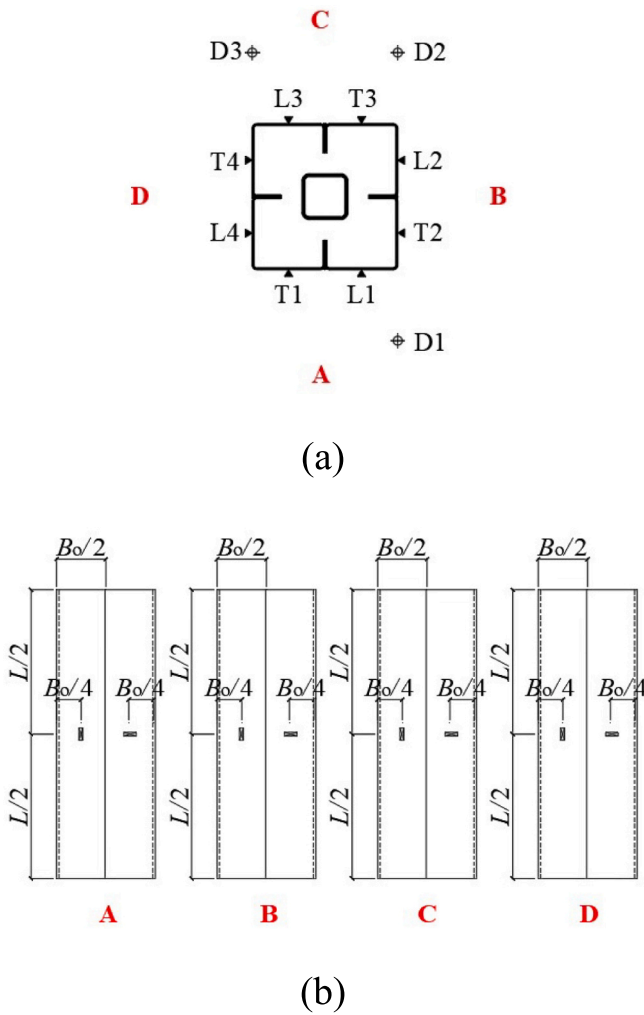 C
D3 D2
L3 T3
T4 L2
D B
L4 T2
T1 L1
D1
A
(a)
Bo/2 Bo/2 Bo/2 Bo/2
L/2 L/2 L/2 L/2
Bo/4 Bo/4 Bo/4 Bo/4 Bo/4 Bo/4 Bo/4 Bo/4
L/2 L/2 L/2 L/2
A B C D
(b)